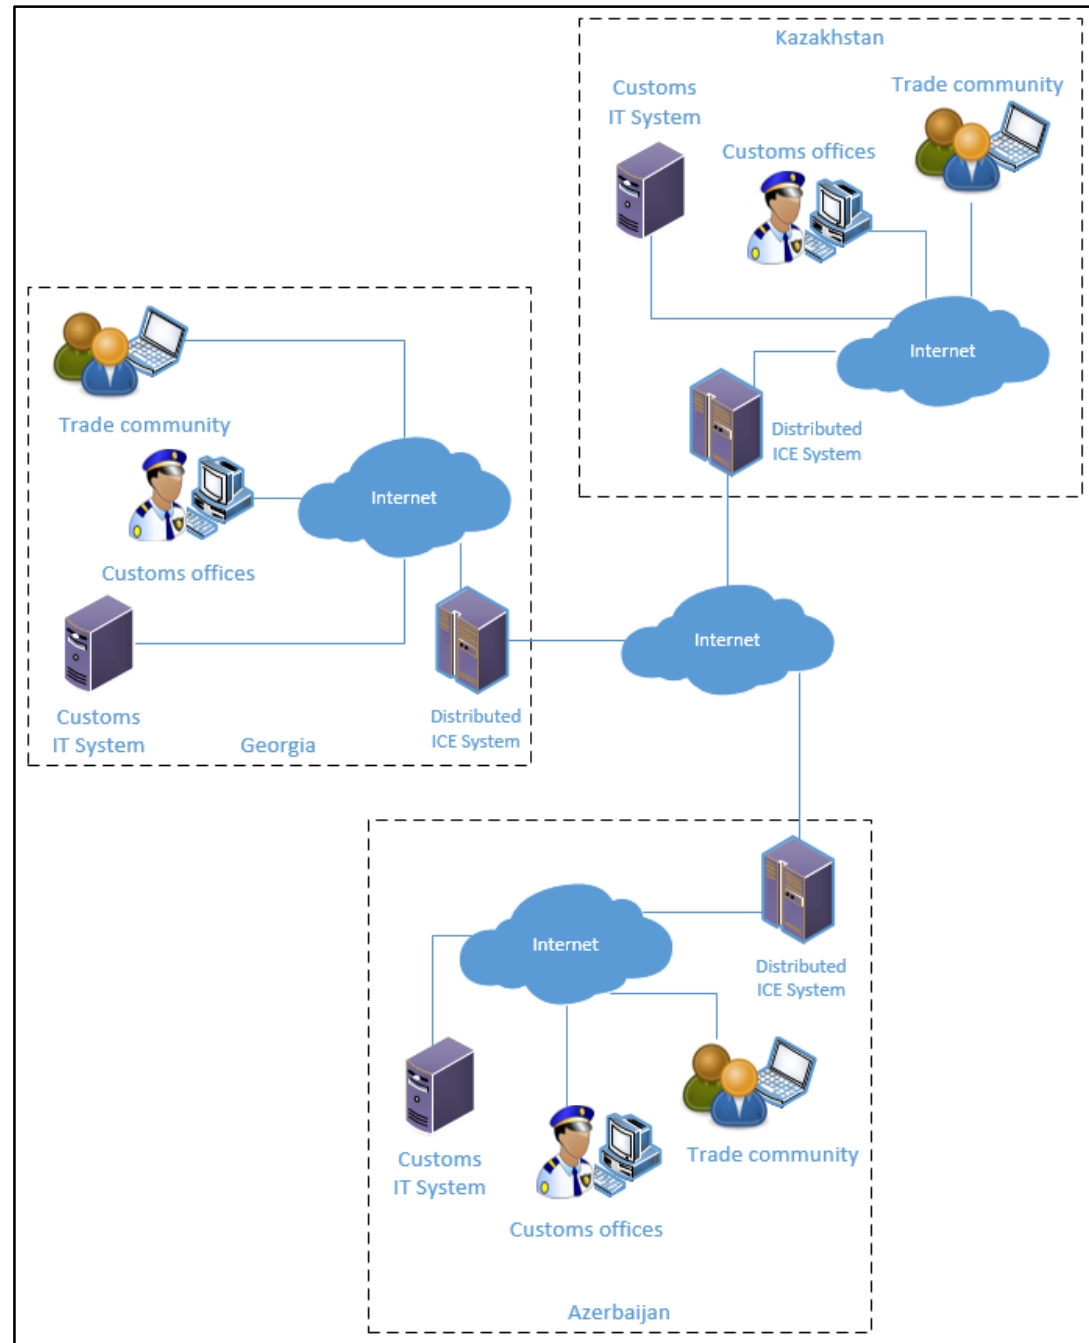 Kazakhstan
Customs
IT System
Customs offices
Trade community
Internet
Distributed
ICE System
Trade community
Customs offices
Internet
Customs
IT System
Georgia
Distributed
ICE System
Internet
Internet
Distributed
ICE System
Customs
IT System
Customs offices
Trade community
Azerbaijan